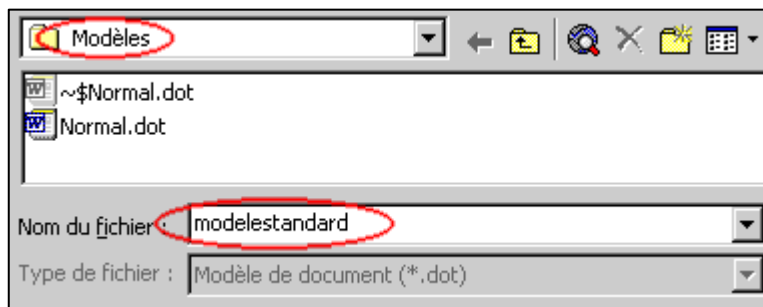 Modèles
~$Normal.dot
Normal.dot
Nom du fichier : modelestandard
Type de fichier : Modèle de document (*.dot)